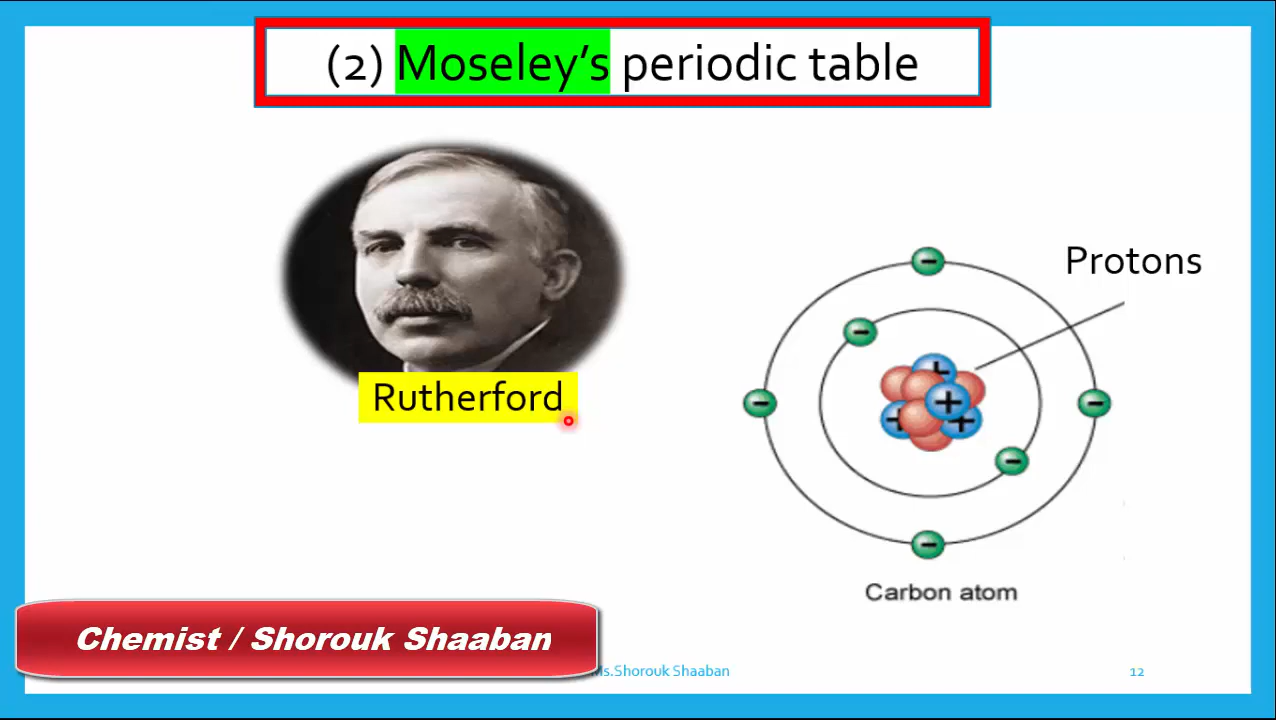 (2) Moseley's periodic table
Protons
Rutherford
Carbon atom
Chemist / Shorouk Shaaban
Ms.Shorouk Shaaban
12